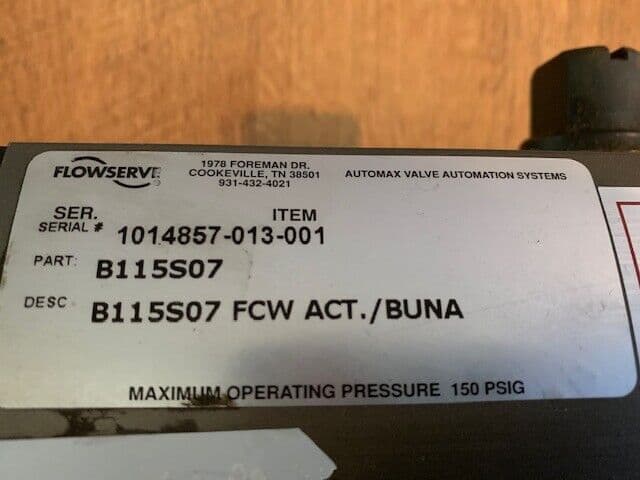 FLOWSERVE
1978 FOREMAN DR.
COOKEVILLE, TN 38501
931-432-4021
AUTOMAX VALVE AUTOMATION SYSTEMS
SER. ITEM
SERIAL # 1014857-013-001
PART: B115S07
DESC B115S07 FCW ACT./BUNA
MAXIMUM OPERATING PRESSURE 150 PSIG